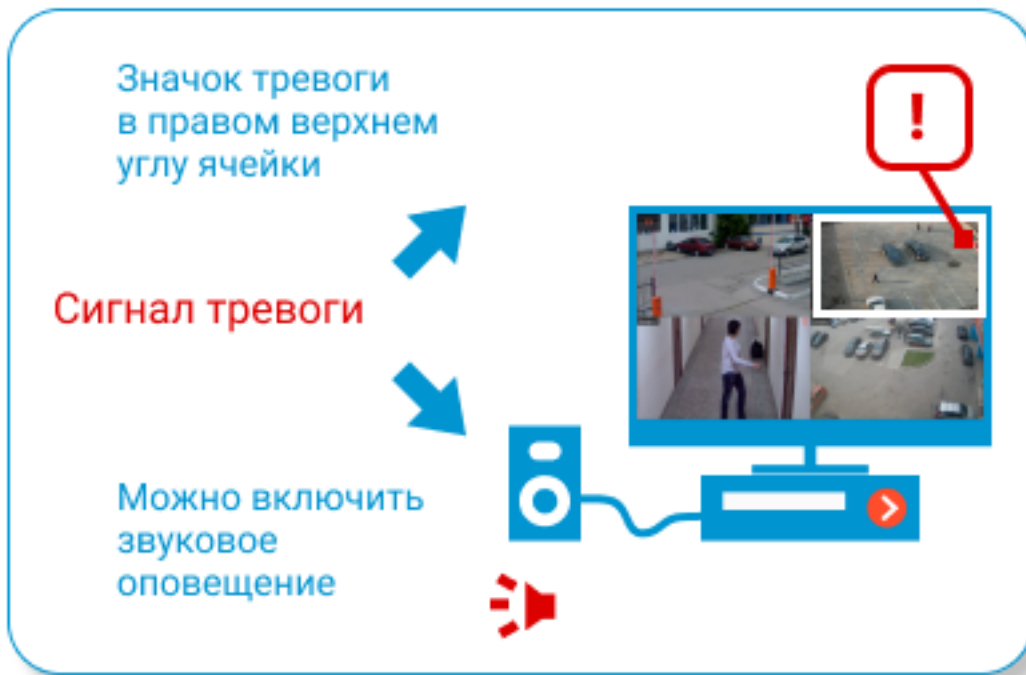 Значок тревоги
в правом верхнем
углу ячейки
!
Сигнал тревоги
Можно включить
звуковое
оповещение